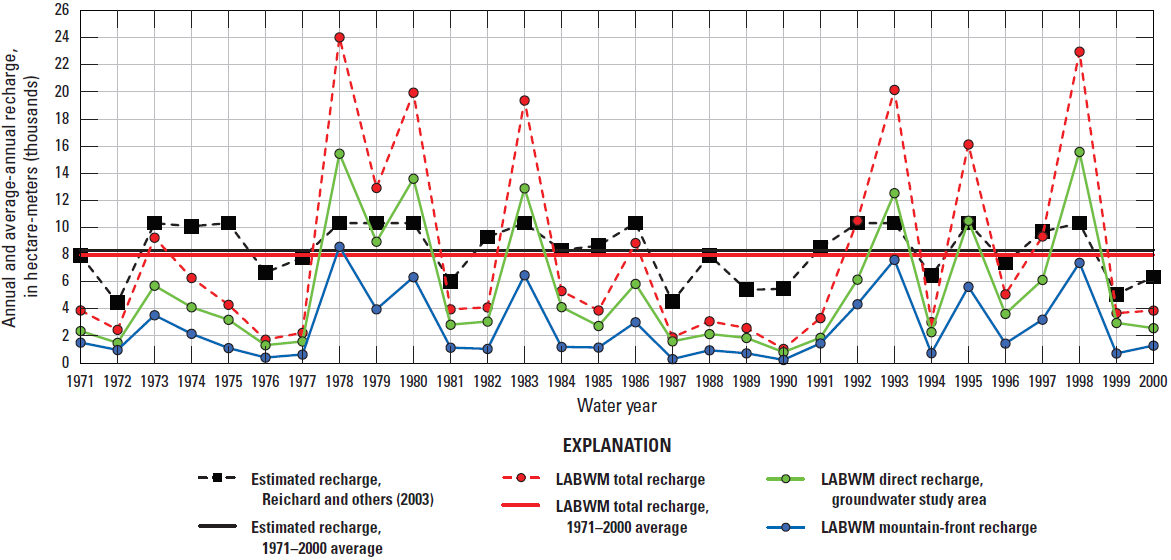 Annual and average-annual recharge,
in hectare-meters (thousands)
26
24
22
20
18
16
14
12
10
8
6
4
2
0
1971 1972 1973 1974 1975 1976 1977 1978 1979 1980 1981 1982 1983 1984 1985 1986 1987 1988 1989 1990 1991 1992 1993 1994 1995 1996 1997 1998 1999 2000
Water year
EXPLANATION
Estimated recharge,
Reichard and others (2003)
Estimated recharge,
1971–2000 average
LABWM total recharge
LABWM total recharge,
1971–2000 average
LABWM direct recharge,
groundwater study area
LABWM mountain-front recharge